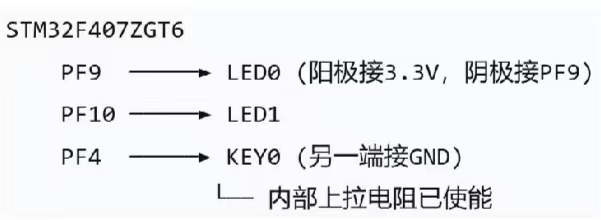 STM32F407ZGT6
PF9 ───→ LED0 (阳极接3.3V, 阴极接PF9)
PF10 ───→ LED1
PF4 ───→ KEY0 (另一端接GND)
└─ 内部上拉电阻已使能